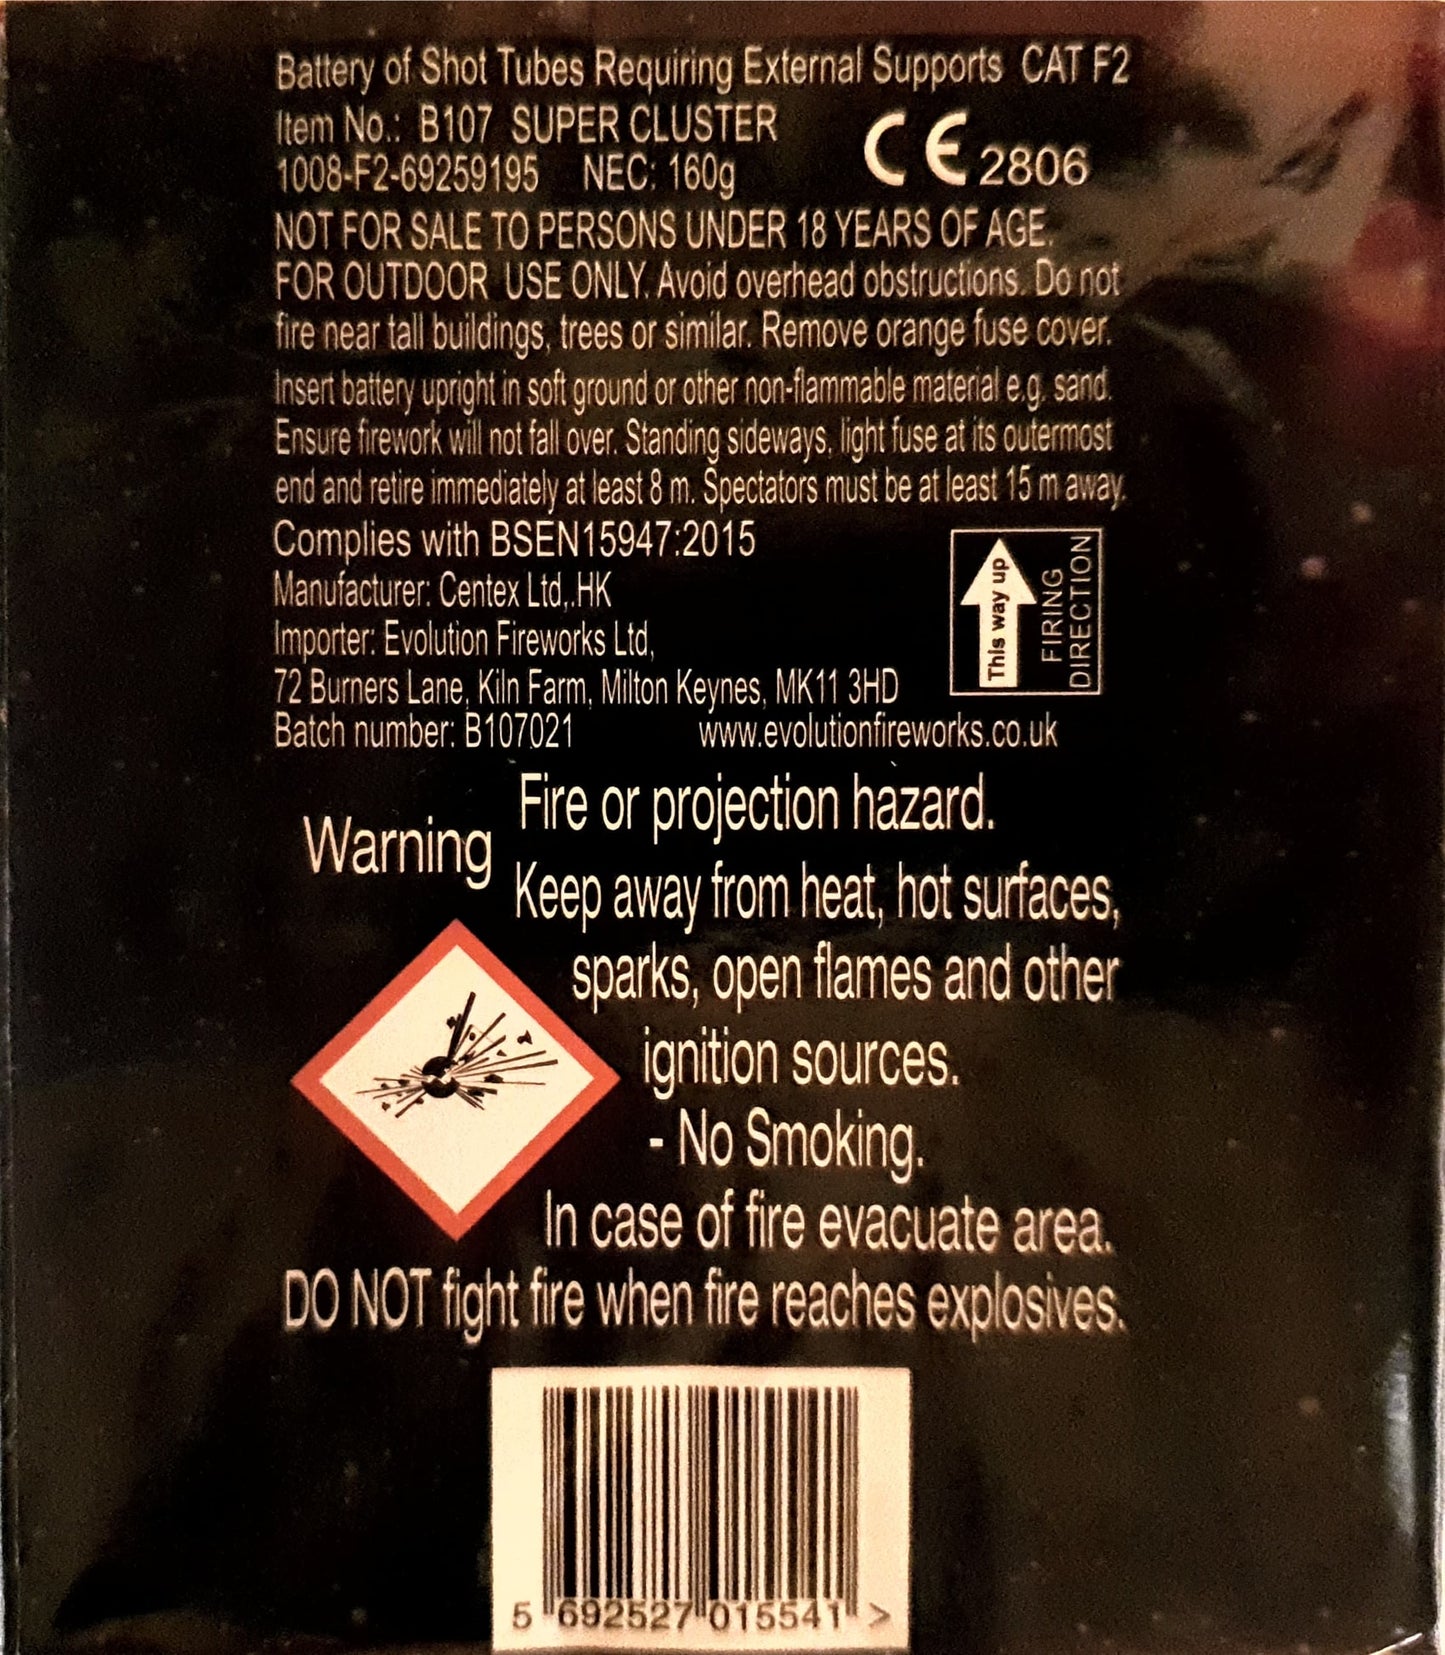 Battery of Shot Tubes Requiring External Supports CAT F2
Item No.: B107 SUPER CLUSTER
1008-F2-69259195 NEC: 160g
CE 2806
NOT FOR SALE TO PERSONS UNDER 18 YEARS OF AGE.
FOR OUTDOOR USE ONLY. Avoid overhead obstructions. Do not
fire near tall buildings, trees or similar. Remove orange fuse cover.
Insert battery upright in soft ground or other non-flammable material e.g. sand.
Ensure firework will not fall over. Standing sideways, light fuse at its outermost
end and retire immediately at least 8 m. Spectators must be at least 15 m away.
Complies with BSEN15947:2015
Manufacturer: Centex Ltd,.HK
Importer: Evolution Fireworks Ltd,
72 Burners Lane, Kiln Farm, Milton Keynes, MK11 3HD
Batch number: B107021 www.evolutionfireworks.co.uk
This way up
FIRING
DIRECTION
Warning
Fire or projection hazard.
Keep away from heat, hot surfaces,
sparks, open flames and other
ignition sources.
- No Smoking.
In case of fire evacuate area.
DO NOT fight fire when fire reaches explosives.
5 692527 015541 >